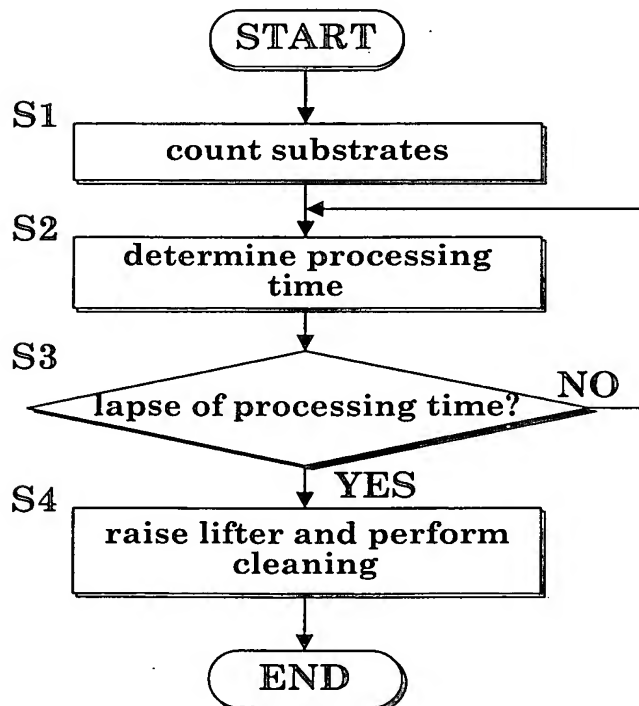 START
S1
count substrates
S2
determine processing
time
S3
lapse of processing time?
NO
YES
S4
raise lifter and perform
cleaning
END